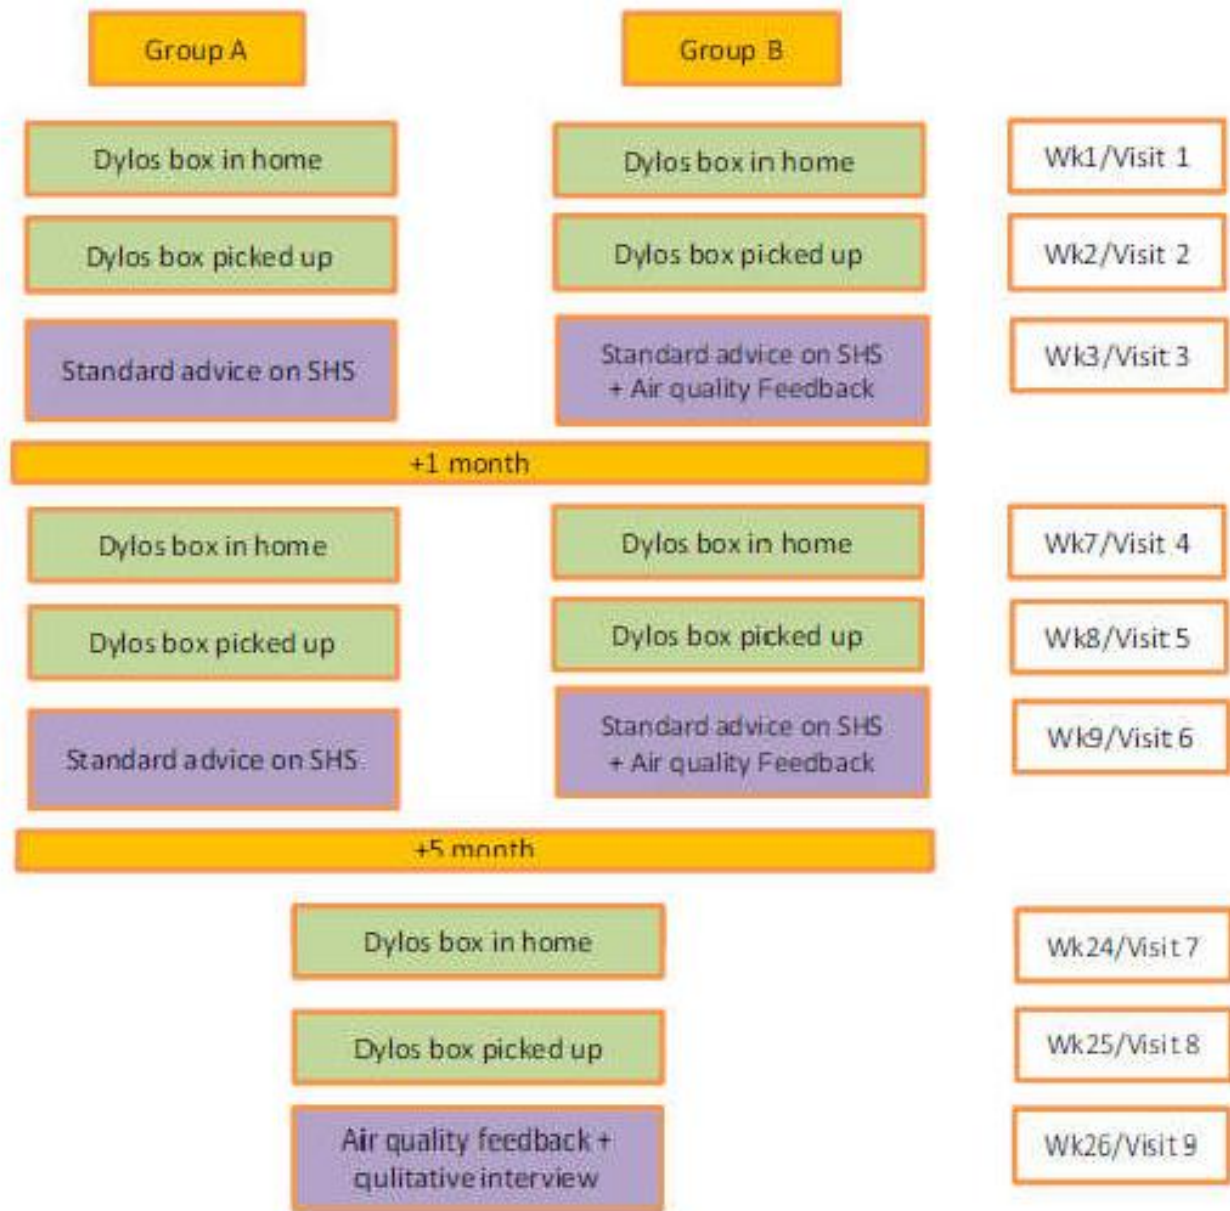 Group A
Group B
Dylos box in home
Dylos box in home
Wk1/Visit 1
Dylos box picked up
Dylos box picked up
Wk2/Visit 2
Standard advice on SHS
Standard advice on SHS
+ Air quality Feedback
Wk3/Visit 3
+1 month
Dylos box in home
Dylos box in home
Wk7/Visit 4
Dylos box picked up
Dylos box picked up
Wk8/Visit 5
Standard advice on SHS
Standard advice on SHS
+ Air quality Feedback
Wk9/Visit 6
+5 month
Dylos box in home
Wk24/Visit 7
Dylos box picked up
Wk25/Visit 8
Air quality feedback +
qulitative interview
Wk26/Visit 9